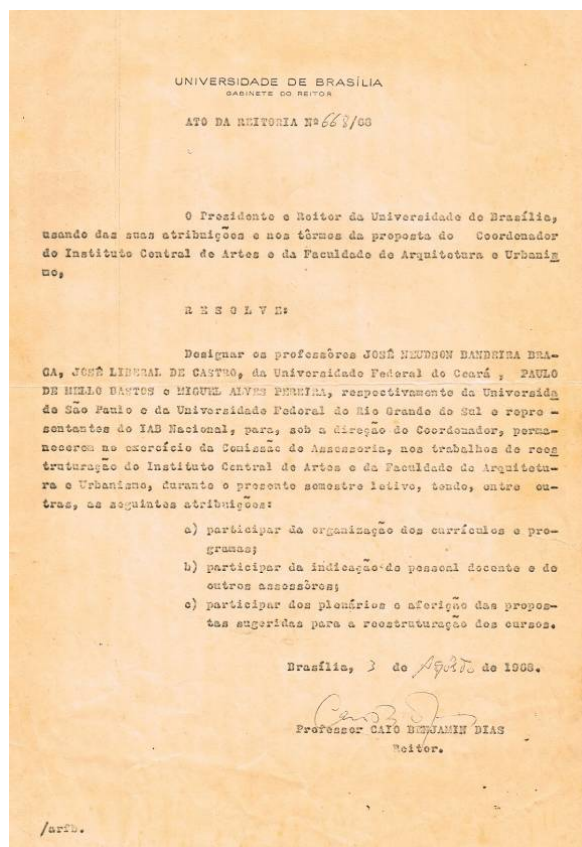 UNIVERSIDADE DE BRASÍLIA
GABINETE DO REITOR
ATO DA REITORIA Nº 668/68
O Presidente e Reitor da Universidade de Brasília,
usando das suas atribuições e nos têrmos da proposta do Coordenador
do Instituto Central de Artes e da Faculdade de Arquitetura e Urbanis
mo,
R E S O L V E:
Designar os professôres JOSÉ NEUDSON BANDEIRA BRA-
GA, JOSÉ LIBERAL DE CASTRO, da Universidade Federal do Ceará , PAULO
DE MELLO BASTOS e MIGUEL ALVES PEREIRA, respectivamente da Universida
de São Paulo e da Universidade Federal do Rio Grande do Sul e repre -
sentantes do IAB Nacional, para, sob a direção do Coordenador, perma-
necerem no exercício da Comissão de Assessoria, nos trabalhos de rees
truturação do Instituto Central de Artes e da Faculdade de Arquitetu-
ra e Urbanismo, durante o presente semestre letivo, tendo, entre ou-
tras, as seguintes atribuições:
a) participar da organização dos currículos e pro-
gramas;
b) participar da indicação de pessoal docente e de
outros assessôres;
c) participar dos plenários e aferição das propos-
tas sugeridas para a reestruturação dos cursos.
Brasília, 3 de Agôsto de 1968.
Professor CAIO BENJAMIN DIAS
Reitor.
/arfb.